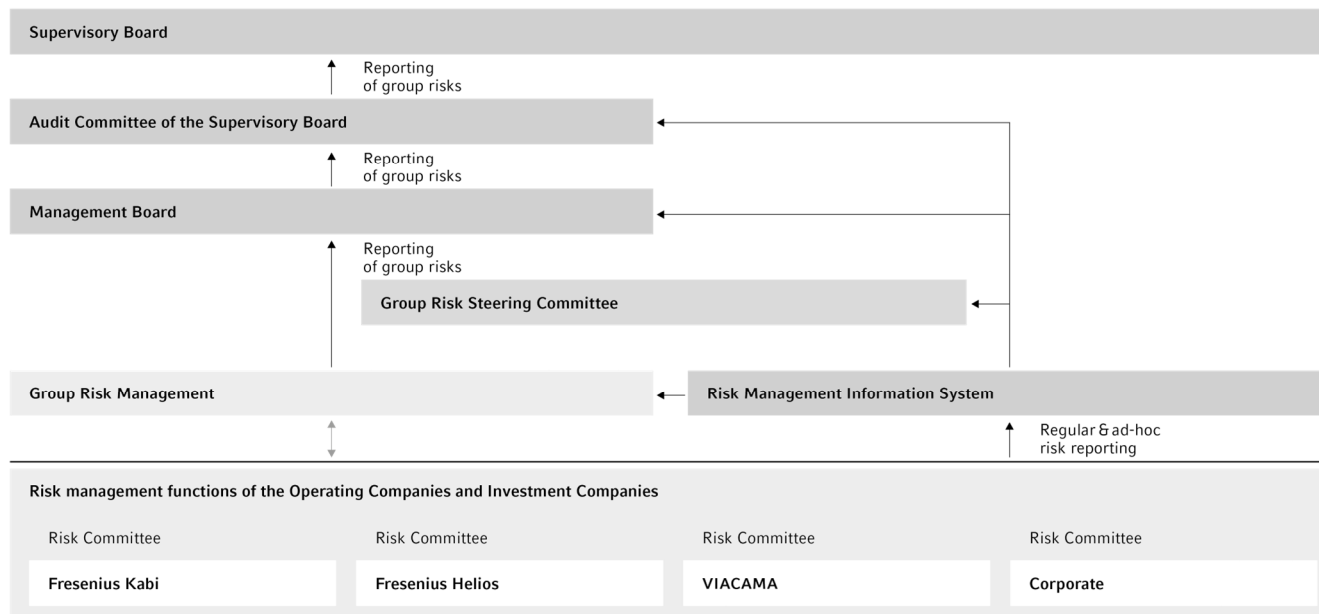 Supervisory Board
Reporting
of group risks
Audit Committee of the Supervisory Board
Reporting
of group risks
Management Board
Reporting
of group risks
Group Risk Steering Committee
Group Risk Management
Risk Management Information System
Regular & ad-hoc
risk reporting
Risk management functions of the Operating Companies and Investment Companies
Risk Committee
Risk Committee
Risk Committee
Risk Committee
Fresenius Kabi
Fresenius Helios
VIACAMA
Corporate